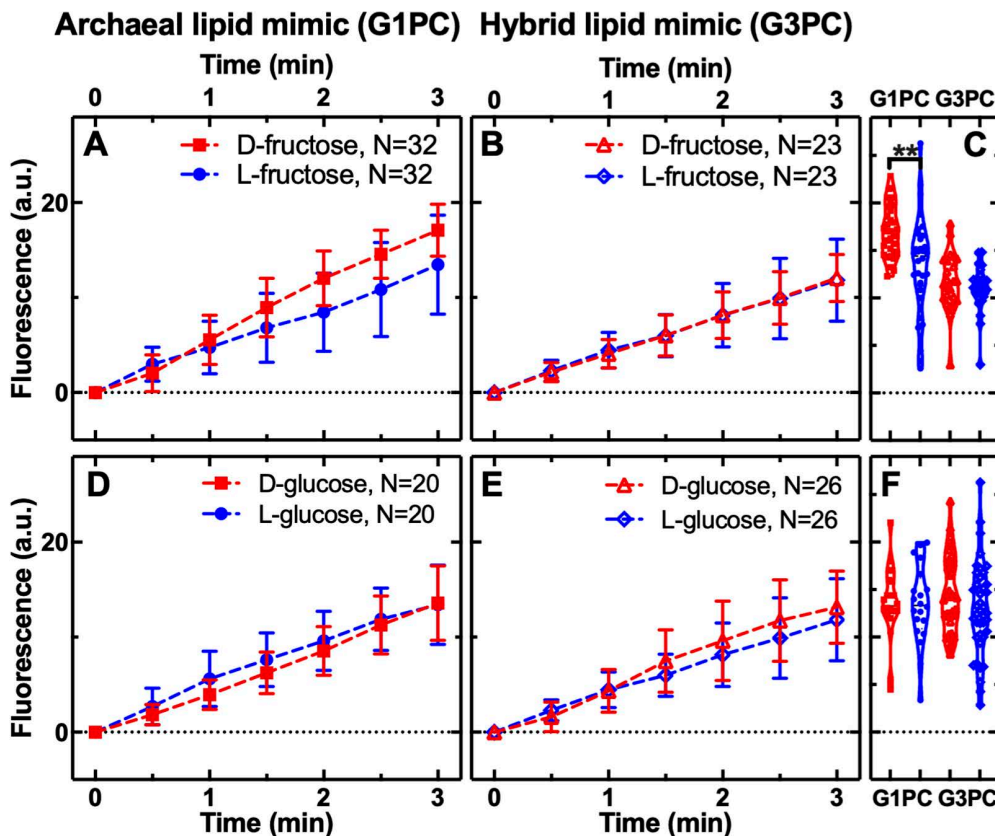 Archaeal lipid mimic (G1PC) Hybrid lipid mimic (G3PC)
Time (min) Time (min)
0 1 2 3 0 1 2 3 G1PC G3PC
A B C
D-fructose, N=32 D-fructose, N=23 **
L-fructose, N=32 L-fructose, N=23
Fluorescence (a.u.)
20
0
D E F
D-glucose, N=20 D-glucose, N=26
L-glucose, N=20 L-glucose, N=26
Fluorescence (a.u.)
20
0
0 1 2 3 0 1 2 3 G1PC G3PC
Time (min) Time (min)